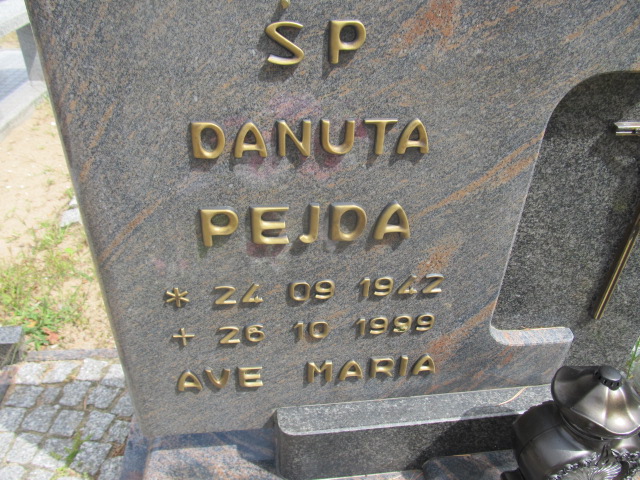 ŚP
DANUTA
PEJDA
* 24 09 1942
+ 26 10 1999
AVE MARIA